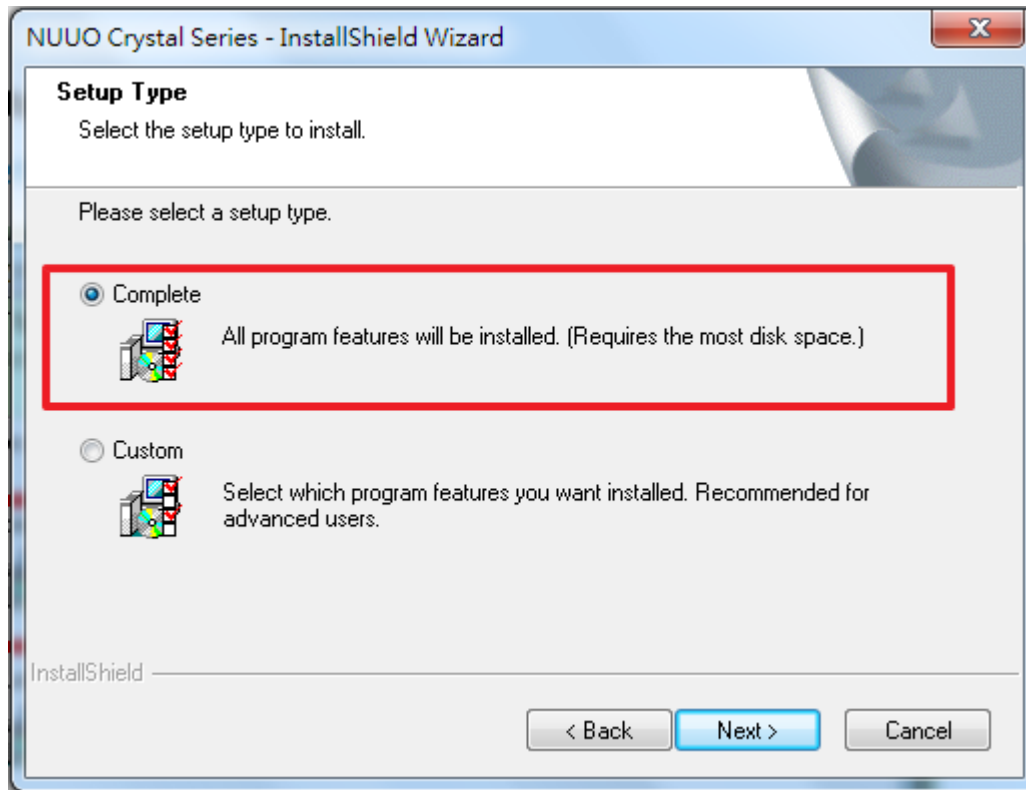 NUUO Crystal Series - InstallShield Wizard
Setup Type
Select the setup type to install.
Please select a setup type.
Complete
All program features will be installed. (Requires the most disk space.)
Custom
Select which program features you want installed. Recommended for
advanced users.
InstallShield
< Back
Next >
Cancel